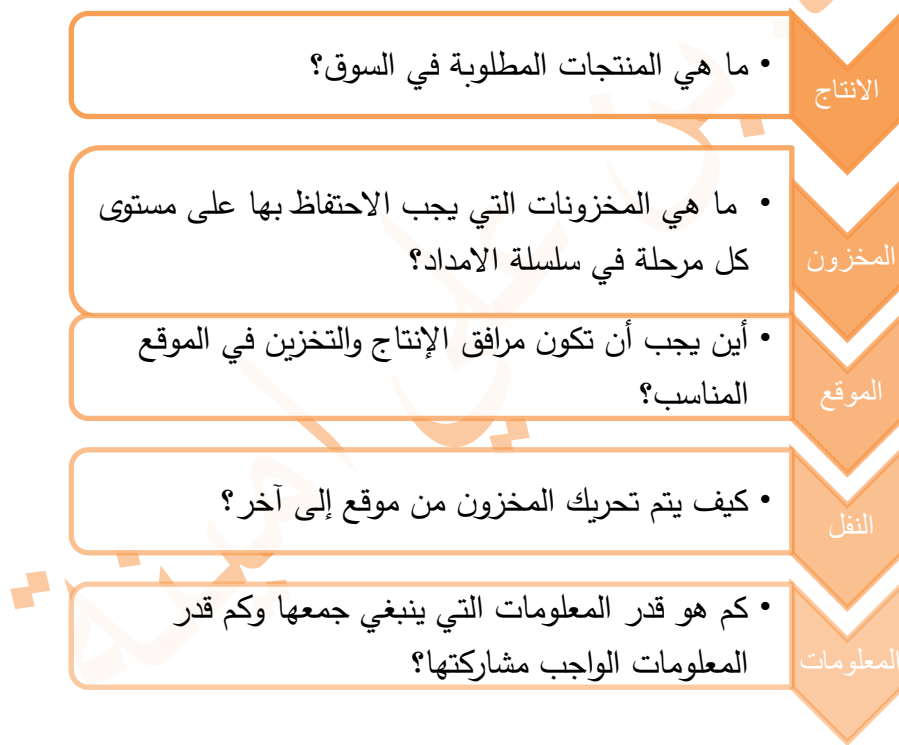 الانتاج
• ما هي المنتجات المطلوبة في السوق؟
المخزون
• ما هي المخزونات التي يجب الاحتفاظ بها على مستوى
كل مرحلة في سلسلة الامداد؟
الموقع
• أين يجب أن تكون مرافق الإنتاج والتخزين في الموقع
المناسب؟
النفل
• كيف يتم تحريك المخزون من موقع إلى آخر؟
المعلومات
• كم هو قدر المعلومات التي ينبغي جمعها وكم قدر
المعلومات الواجب مشاركتها؟